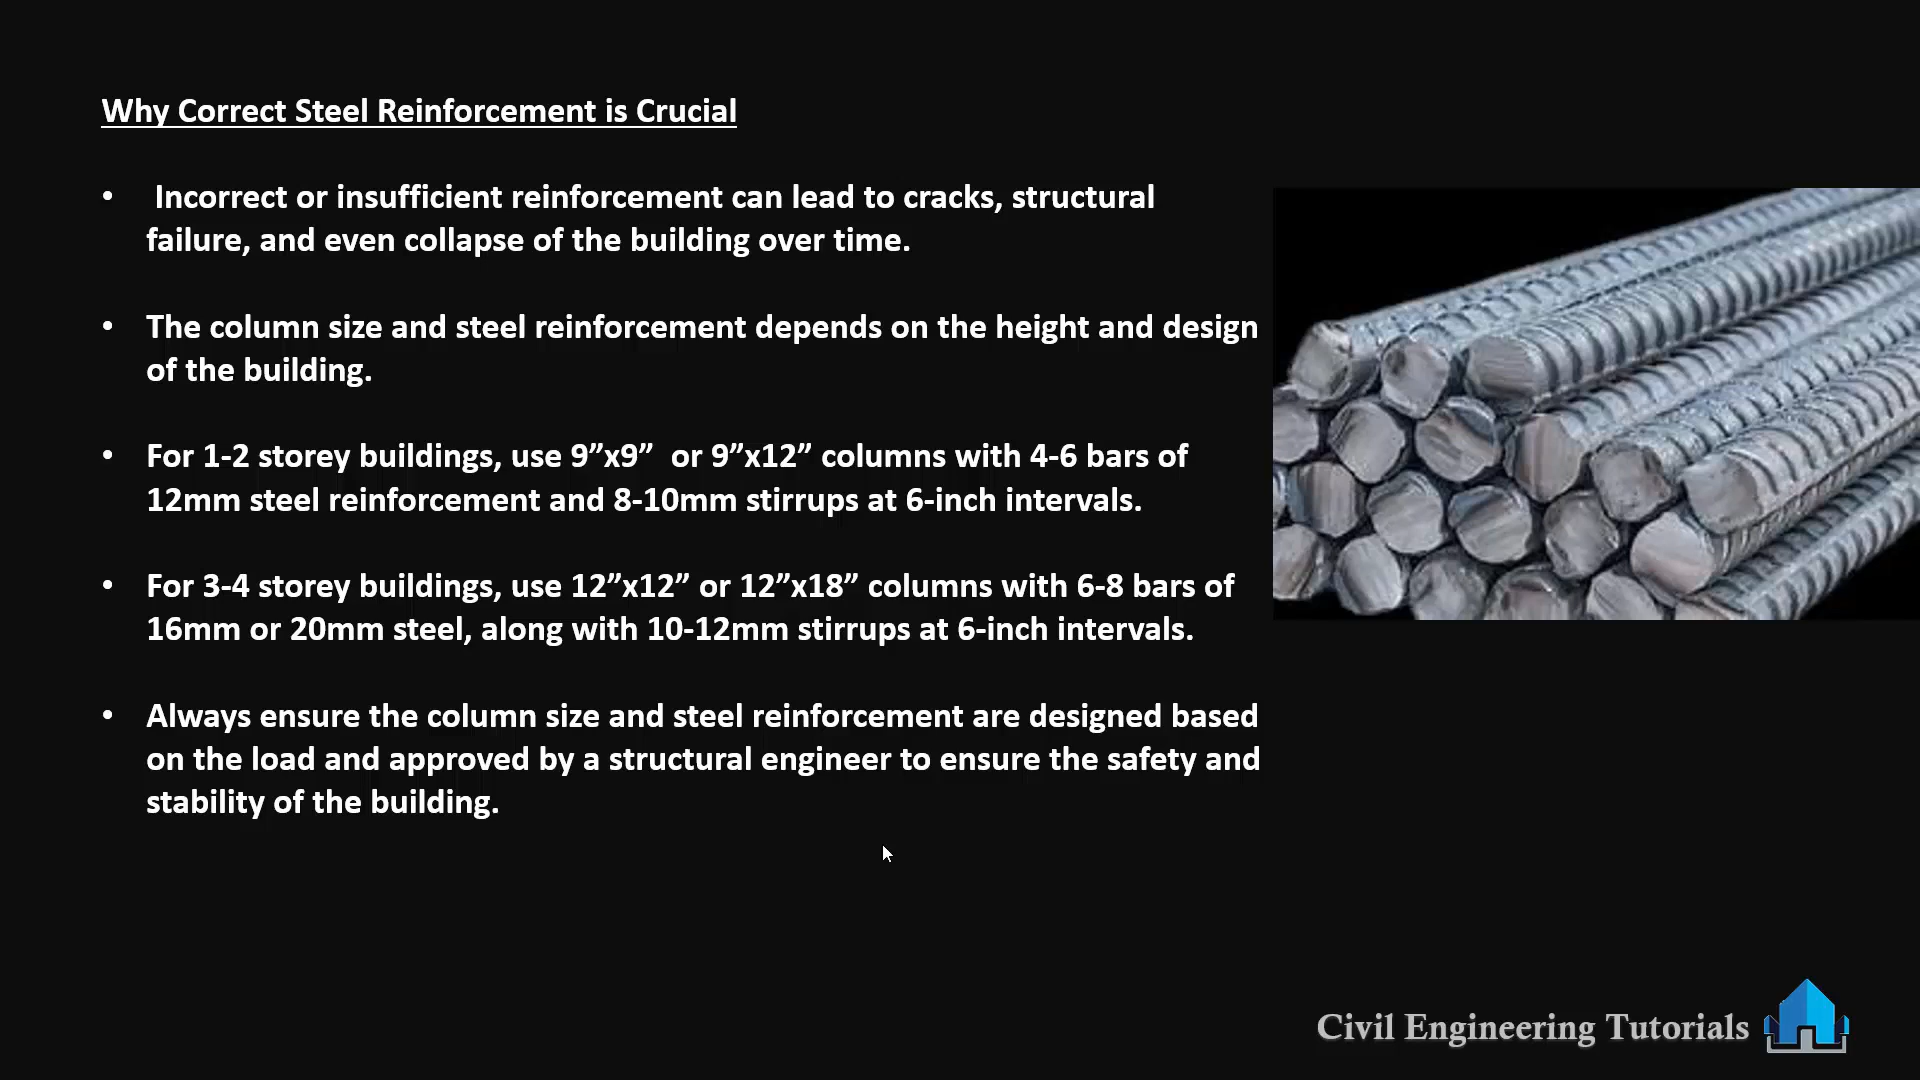 Why Correct Steel Reinforcement is Crucial
• Incorrect or insufficient reinforcement can lead to cracks, structural
failure, and even collapse of the building over time.
• The column size and steel reinforcement depends on the height and design
of the building.
• For 1-2 storey buildings, use 9”x9” or 9”x12” columns with 4-6 bars of
12mm steel reinforcement and 8-10mm stirrups at 6-inch intervals.
• For 3-4 storey buildings, use 12”x12” or 12”x18” columns with 6-8 bars of
16mm or 20mm steel, along with 10-12mm stirrups at 6-inch intervals.
• Always ensure the column size and steel reinforcement are designed based
on the load and approved by a structural engineer to ensure the safety and
stability of the building.
Civil Engineering Tutorials